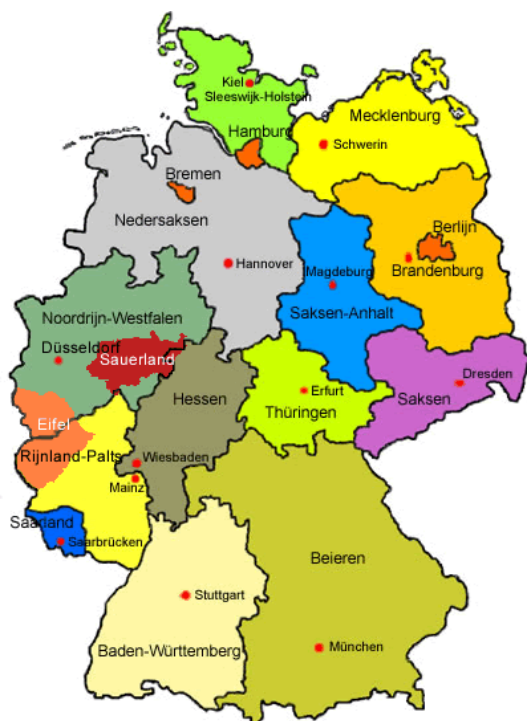 Kiel
Sleeswijk-Holstein
Mecklenburg
Hamburg
Schwerin
Bremen
Nedersaksen
Berlijn
Hannover
Magdeburg
Brandenburg
Saksen-Anhalt
Noordrijn-Westfalen
Düsseldorf
Sauerland
Dresden
Hessen
Erfurt
Thüringen
Saksen
Eifel
Rijnland-Palts
Wiesbaden
Mainz
Saarland
Saarbrücken
Beieren
Stuttgart
Baden-Württemberg
München